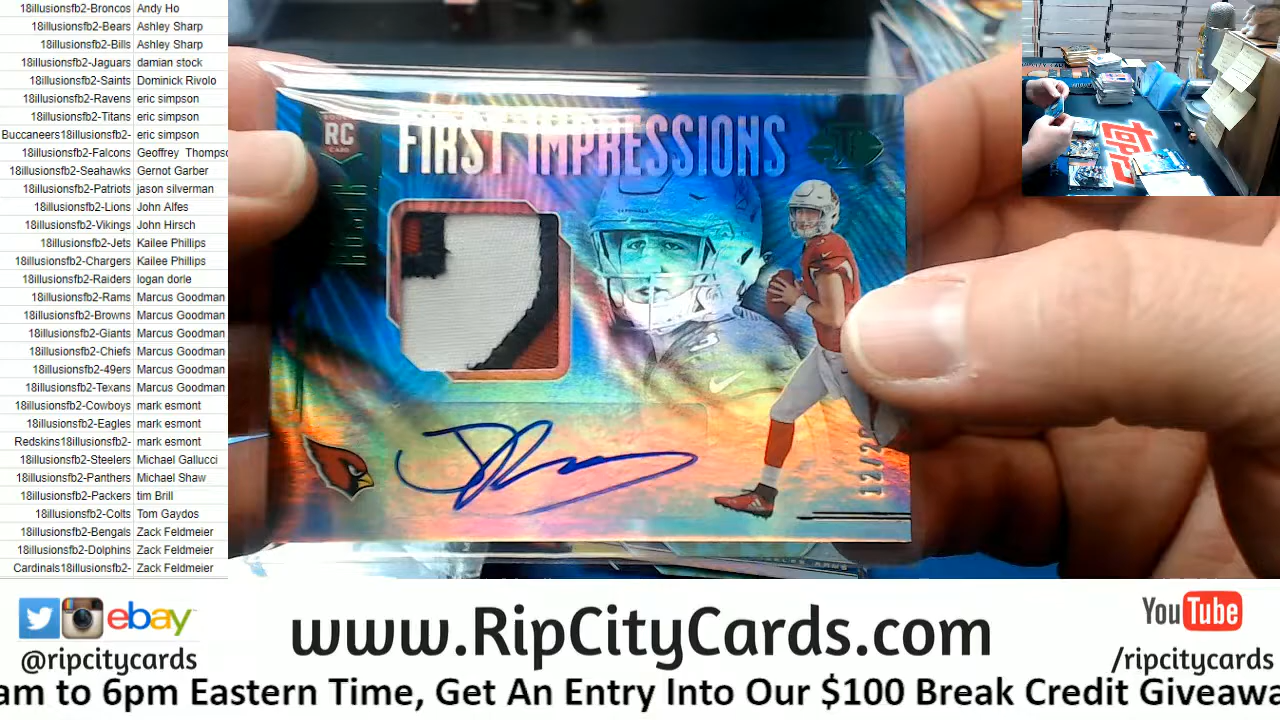 18illusionsfb2-Broncos Andy Ho
18illusionsfb2-Bears Ashley Sharp
18illusionsfb2-Bills Ashley Sharp
18illusionsfb2-Jaguars damian stock
18illusionsfb2-Saints Dominick Rivolo
18illusionsfb2-Ravens eric simpson
18illusionsfb2-Titans eric simpson
Buccaneers18illusionsfb2- eric simpson
18illusionsfb2-Falcons Geoffrey Thompsc
18illusionsfb2-Seahawks Gernot Garber
18illusionsfb2-Patriots jason silverman
18illusionsfb2-Lions John Alfes
18illusionsfb2-Vikings John Hirsch
18illusionsfb2-Jets Kailee Phillips
18illusionsfb2-Chargers Kailee Phillips
18illusionsfb2-Raiders logan dorle
18illusionsfb2-Rams Marcus Goodman
18illusionsfb2-Browns Marcus Goodman
18illusionsfb2-Giants Marcus Goodman
18illusionsfb2-Chiefs Marcus Goodman
18illusionsfb2-49ers Marcus Goodman
18illusionsfb2-Texans Marcus Goodman
18illusionsfb2-Cowboys mark esmont
18illusionsfb2-Eagles mark esmont
Redskins18illusionsfb2- mark esmont
18illusionsfb2-Steelers Michael Gallucci
18illusionsfb2-Panthers Michael Shaw
18illusionsfb2-Packers tim Brill
18illusionsfb2-Colts Tom Gaydos
18illusionsfb2-Bengals Zack Feldmeier
18illusionsfb2-Dolphins Zack Feldmeier
Cardinals18illusionsfb2- Zack Feldmeier
RC
CARD
FIRST IMPRESSIONS
ebay
@ripcitycards
www.RipCityCards.com
YouTube
/ripcitycards
am to 6pm Eastern Time, Get An Entry Into Our $100 Break Credit Giveawa